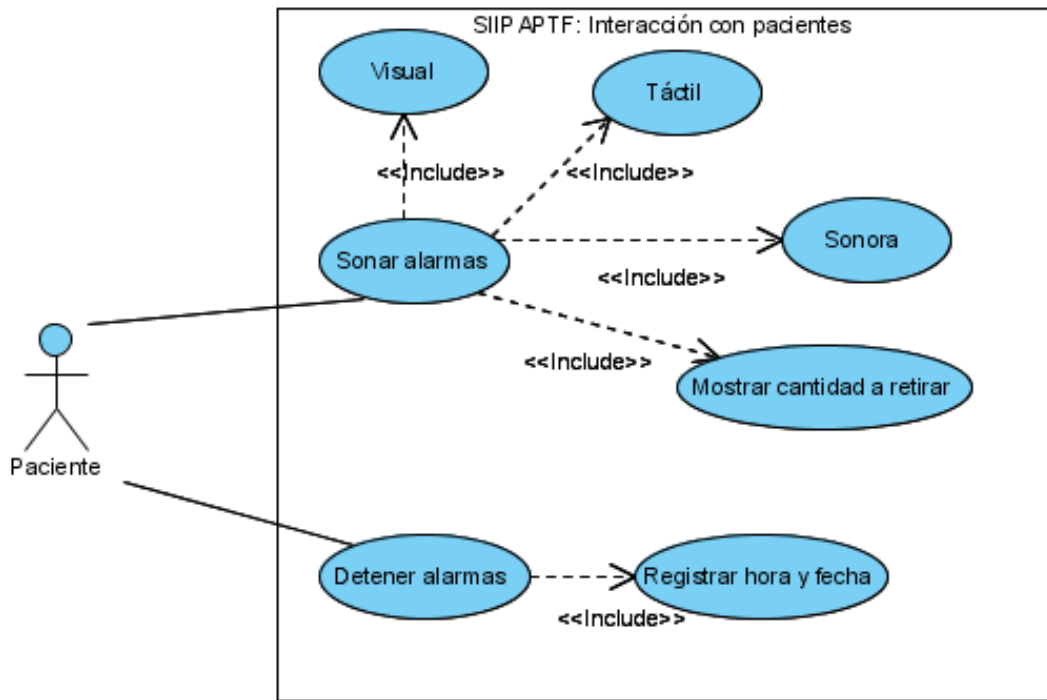 SIIP APTF: Interacción con pacientes
Visual
Táctil
<<Include>>
<<Include>>
Sonar alarmas
Sonora
<<Include>>
<<Include>>
Mostrar cantidad a retirar
Paciente
Detener alarmas
Registrar hora y fecha
<<Include>>